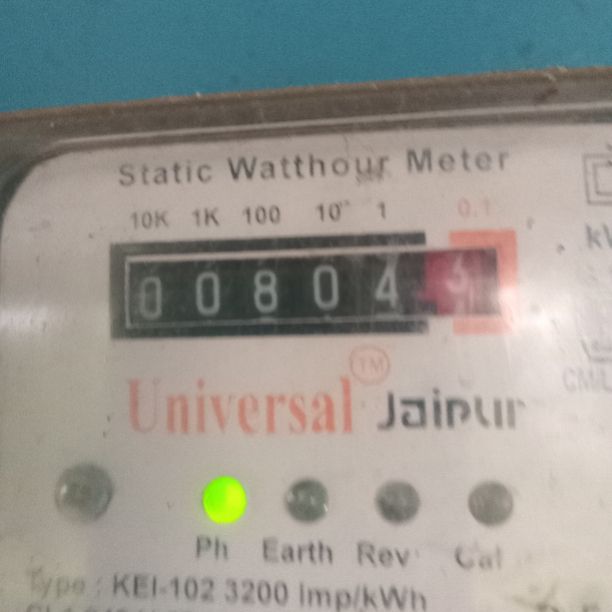 Static Watthour Meter
10K 1K 100 10 1 0.1
0 0 8 0 4
Universal TM Jaipur
Ph Earth Rev Cal
Type : KEI-102 3200 imp/kWh